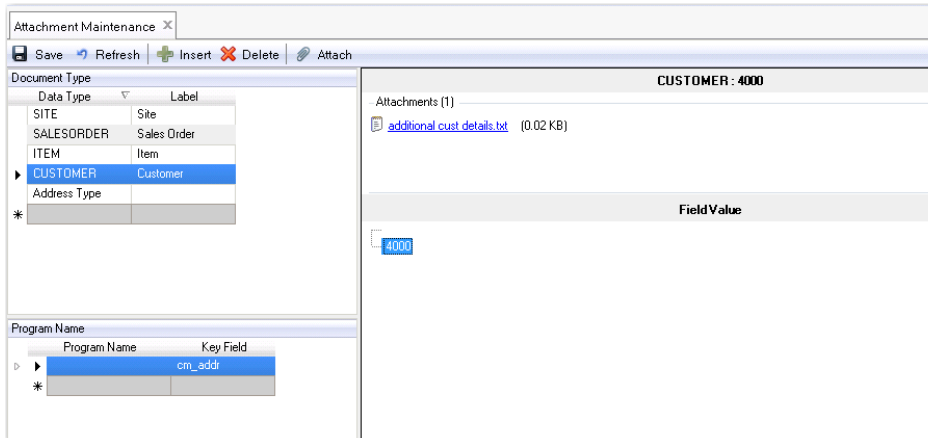 Attachment Maintenance X
Save Refresh Insert Delete Attach
Document Type
Data Type Label
SITE Site
SALESORDER Sales Order
ITEM Item
CUSTOMER Customer
Address Type
Program Name
Program Name Key Field
cm_addr
CUSTOMER : 4000
Attachments (1)
additional cust details.txt (0.02 KB)
Field Value
4000